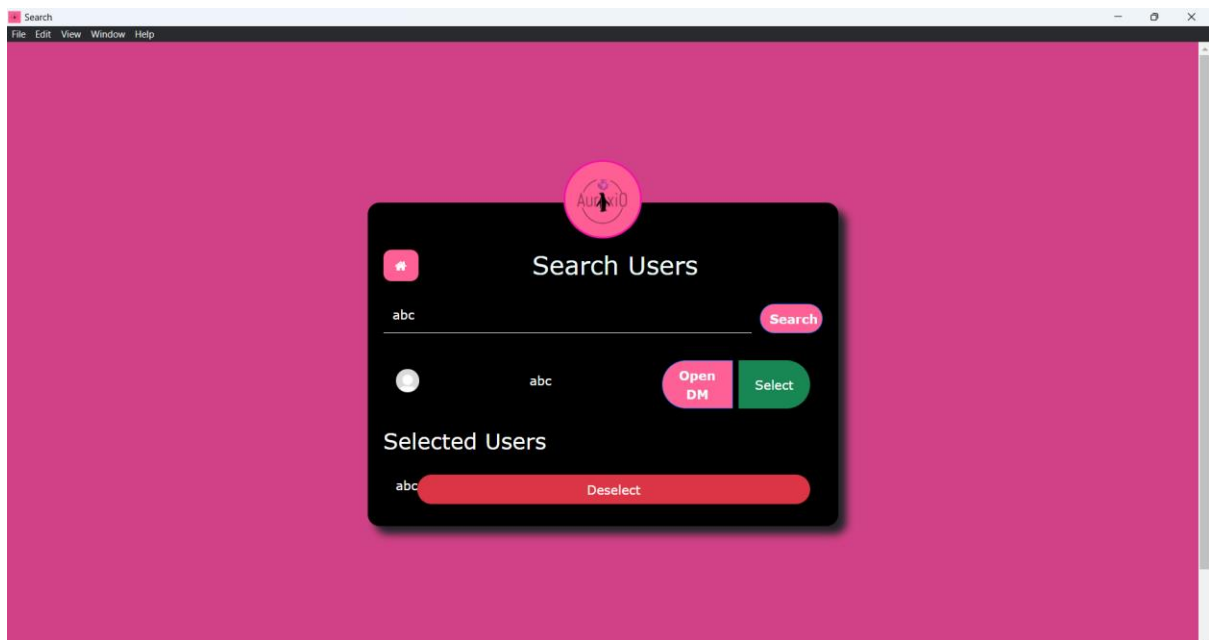 Search
File Edit View Window Help
Search Users
abc
Search
abc
Open
DM
Select
Selected Users
abc
Deselect